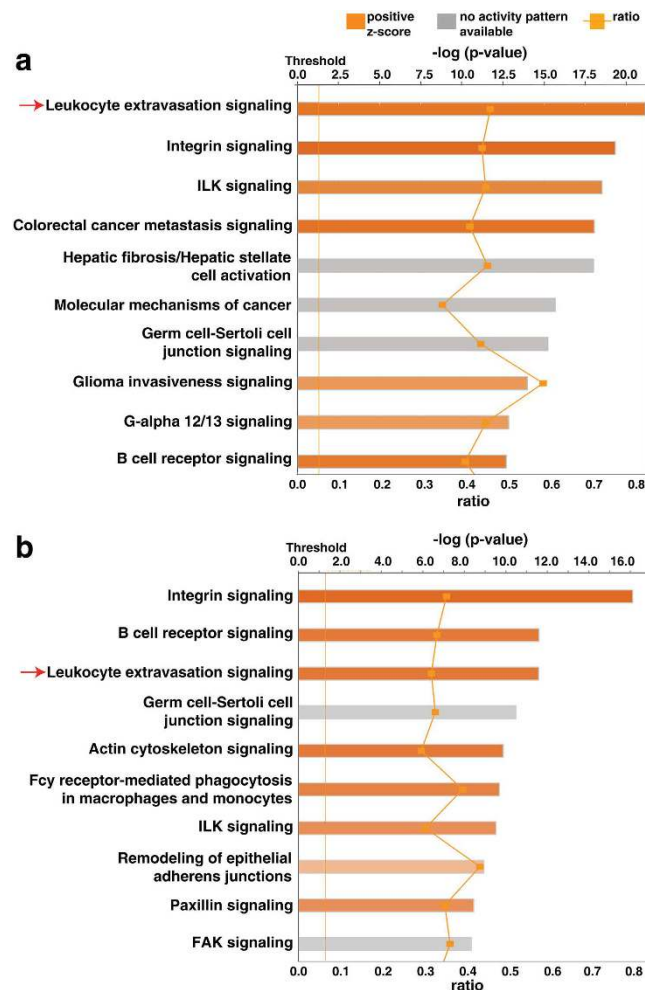 positive
z-score
no activity pattern
available
ratio
a
Threshold
-log (p-value)
0.0 2.5 5.0 7.5 10.0 12.5 15.0 17.5 20.0
Leukocyte extravasation signaling
Integrin signaling
ILK signaling
Colorectal cancer metastasis signaling
Hepatic fibrosis/Hepatic stellate
cell activation
Molecular mechanisms of cancer
Germ cell-Sertoli cell
junction signaling
Glioma invasiveness signaling
G-alpha 12/13 signaling
B cell receptor signaling
0.0 0.1 0.2 0.3 0.4 0.5 0.6 0.7 0.8
ratio
b
Threshold
-log (p-value)
0.0 2.0 4.0 6.0 8.0 10.0 12.0 14.0 16.0
Integrin signaling
B cell receptor signaling
Leukocyte extravasation signaling
Germ cell-Sertoli cell
junction signaling
Actin cytoskeleton signaling
Fcy receptor-mediated phagocytosis
in macrophages and monocytes
ILK signaling
Remodeling of epithelial
adherens junctions
Paxillin signaling
FAK signaling
0.0 0.1 0.2 0.3 0.4 0.5 0.6 0.7 0.8
ratio